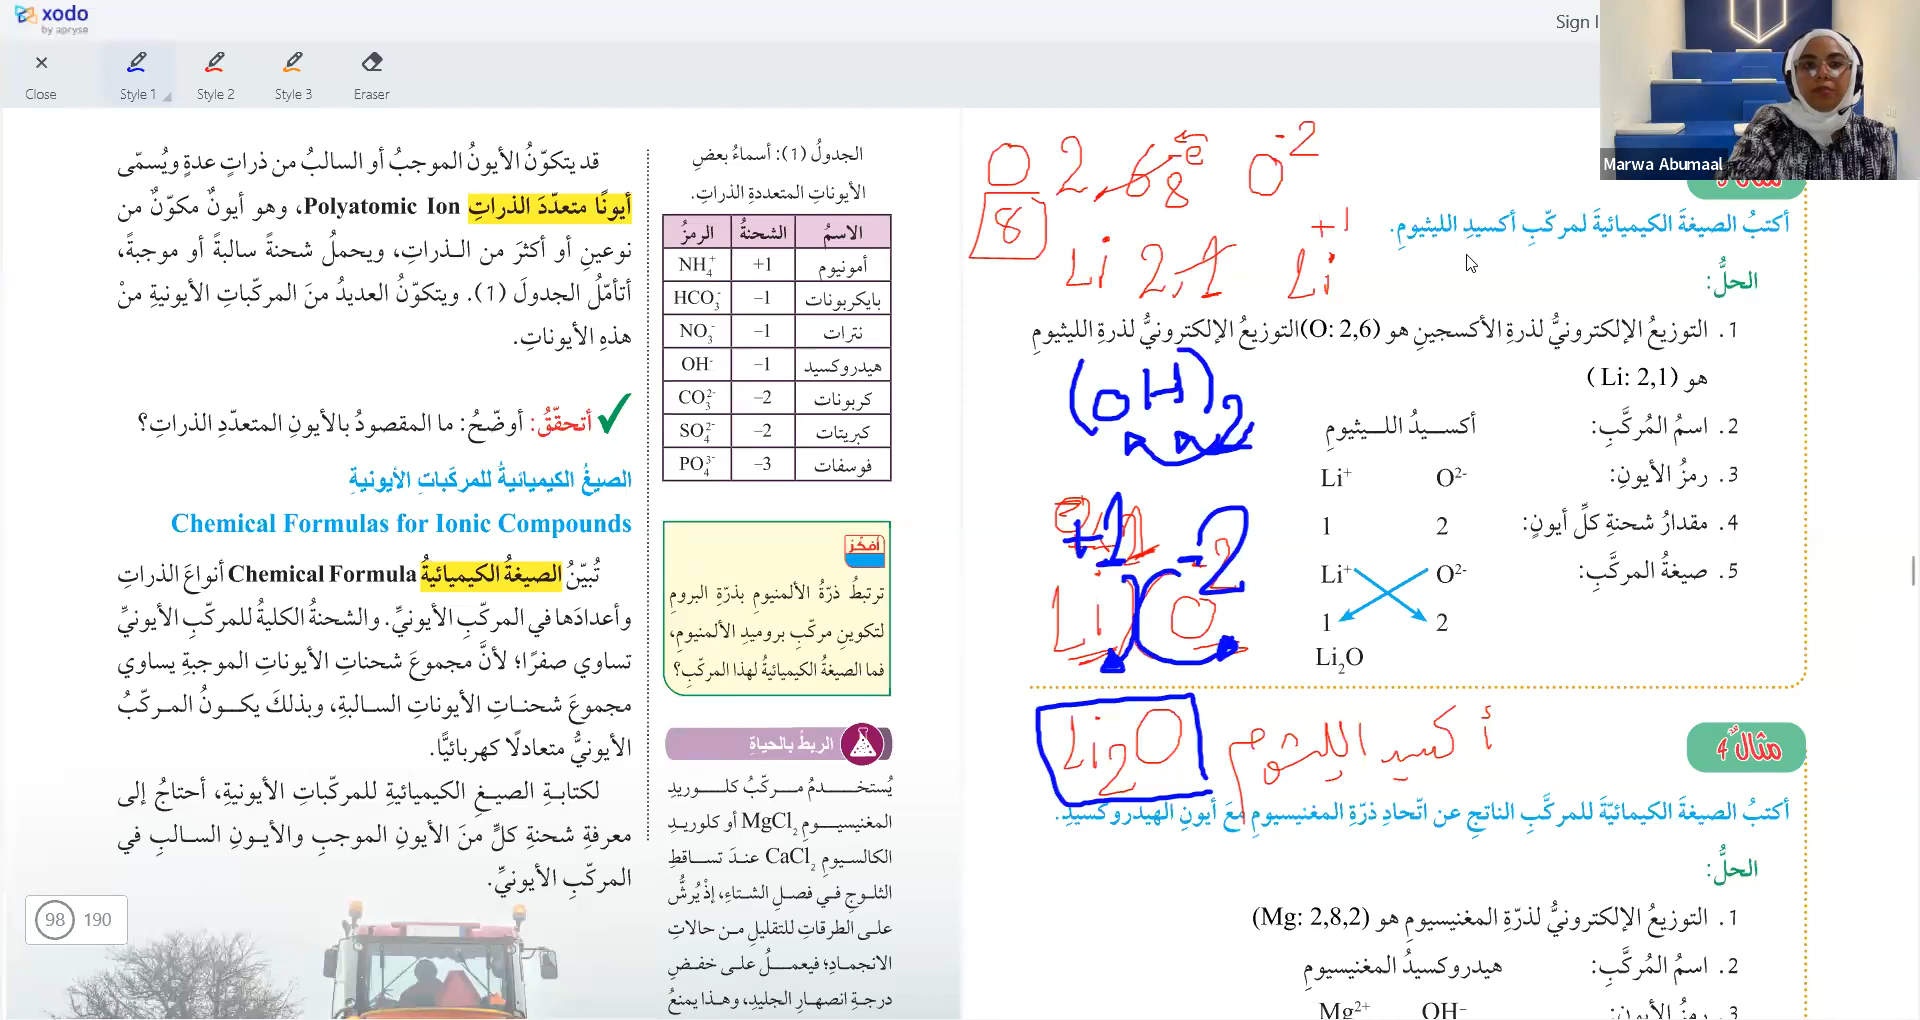 xodo
by apryse
Sign I
Close
Style 1
Style 2
Style 3
Eraser
Marwa Abumaal
قد يتكوّنُ الأيونُ الموجبُ أو السالبُ من ذراتٍ عدةٍ ويُسمّى
أيونًا متعدّدَ الذراتِ Polyatomic Ion، وهو أيونٌ مكوّنٌ من
نوعينِ أو أكثرَ من الـذراتِ، ويحملُ شحنةً سالبةً أو موجبةً،
أتأمّلُ الجدولَ (1). ويتكوّنُ العديدُ منَ المركّباتِ الأيونيةِ منْ
هذهِ الأيوناتِ.
أتحقّقُ: أوضّحُ: ما المقصودُ بالأيونِ المتعدّدِ الذراتِ؟
الصيغُ الكيميائيةُ للمركّباتِ الأيونيةِ
Chemical Formulas for Ionic Compounds
تُبيّنُ الصيغةُ الكيميائيةُ Chemical Formula أنواعَ الذراتِ
وأعدادَها في المركّبِ الأيونيِّ. والشحنةُ الكليةُ للمركّبِ الأيونيِّ
تساوي صفرًا؛ لأنَّ مجموعَ شحناتِ الأيوناتِ الموجبةِ يساوي
مجموعَ شحنـاتِ الأيوناتِ السـالبةِ، وبذلكَ يكـونُ المـركّبُ
الأيونيُّ متعادلًا كهربائيًّا.
لكتابـةِ الصيـغِ الكيميائيةِ للمركّباتِ الأيونيةِ، أحتاجُ إلى
معرفةِ شحنةِ كلٍّ منَ الأيونِ الموجبِ والأيـونِ السـالبِ في
المركّبِ الأيونيِّ.
98 190
الجدولُ (1): أسماءُ بعضِ
الأيوناتِ المتعددةِ الذراتِ.
الاسمُ الشحنةُ الرمزُ
أمونيوم +1 NH₄⁺
بايكربونات –1 HCO₃⁻
نترات –1 NO₃⁻
هيدروكسيد –1 OH⁻
كربونات –2 CO₃²⁻
كبريتات –2 SO₄²⁻
فوسفات –3 PO₄³⁻
أفكّرُ
ترتبطُ ذرّةُ الألمنيومِ بذرّةِ البرومِ
لتكوينِ مركّبِ بروميدِ الألمنيومِ،
فما الصيغةُ الكيميائيةُ لهذا المركّبِ؟
الربطُ بالحياةِ
يُستخـدمُ مـركّبُ كلـوريدِ
المغنيسيـومِ MgCl₂ أو كلوريـدِ
الكالسيـومِ CaCl₂ عنـدَ تسـاقطِ
الثلـوجِ فـي فصـلِ الشـتاءِ، إذْ يُرشُّ
علـى الطرقـاتِ للتقليلِ مـن حالاتِ
الانجمـادِ؛ فيعمـلُ علـى خفـضِ
درجـةِ انصهـارِ الجليدِ، وهـذا يمنعُ
O 2,6 8 -e O⁻²
8
Li 2,1 Li⁺¹
أكتبُ الصيغةَ الكيميائيةَ لمركّبِ أكسيدِ الليثيومِ.
الحلُّ:
1. التوزيعُ الإلكترونيُّ لذرةِ الأكسجينِ هو (O: 2,6) التوزيعُ الإلكترونيُّ لذرةِ الليثيومِ
هو (Li: 2,1)
(OH)₂
2. اسمُ المُركَّبِ: أكسـيدُ الليـثيومِ
3. رمزُ الأيونِ: Li⁺ O²⁻
4. مقدارُ شحنةِ كلِّ أيونٍ: 1 2
5. صيغةُ المركَّبِ: Li⁺ O²⁻
1 2
Li₂O
+1 -2
Li O
Li₂O أكسيد الليثيوم
مثالٌ 4
أكتبُ الصيغةَ الكيمائيّةَ للمركَّبِ الناتجِ عن اتّحادِ ذرّةِ المغنيسيومِ معَ أيونِ الهيدروكسيدِ.
الحلُّ:
1. التوزيعُ الإلكترونيُّ لذرّةِ المغنيسيومِ هو (Mg: 2,8,2)
2. اسمُ المُركَّبِ: هيدروكسيدُ المغنيسيومِ
3. رمزُ الأيونِ: Mg²⁺ OH⁻